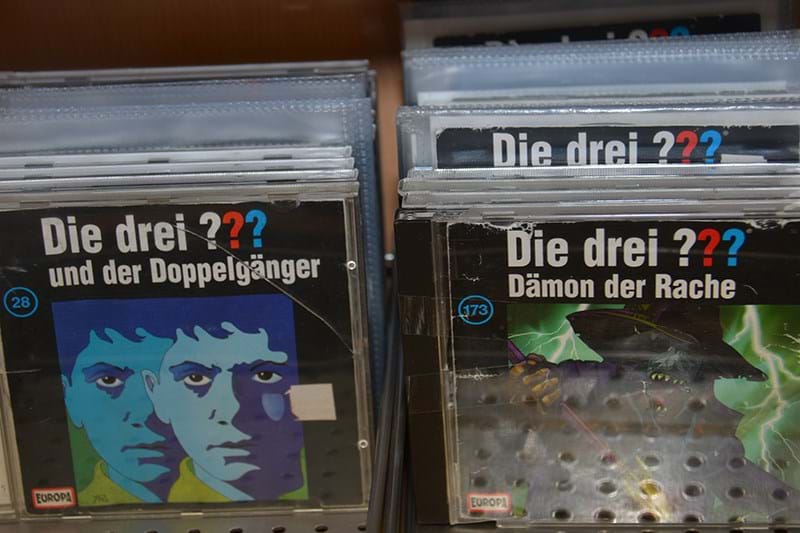 Die drei ???
und der Doppelgänger
28
EUROPA
Die drei ???
Die drei ???
Dämon der Rache
173
EUROPA